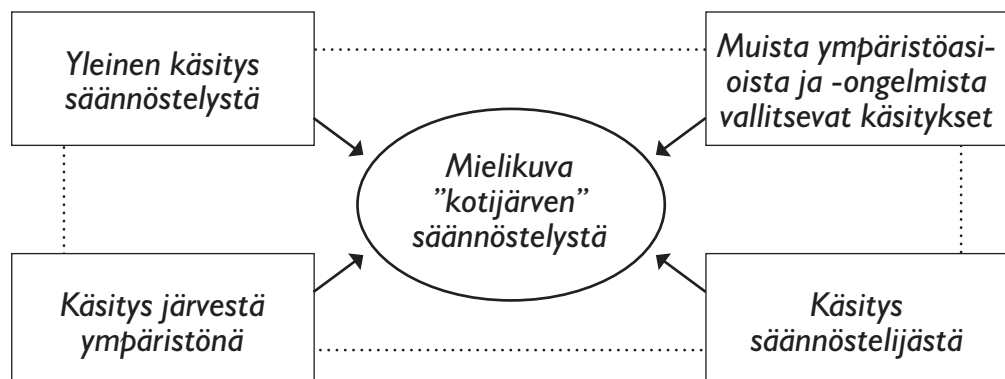 Yleinen käsitys
säännöstelystä
Muista ympäristöasi-
oista ja -ongelmista
vallitsevat käsitykset
Mielikuva
”kotijärven”
säännöstelystä
Käsitys järvestä
ympäristönä
Käsitys
säännöstelijästä